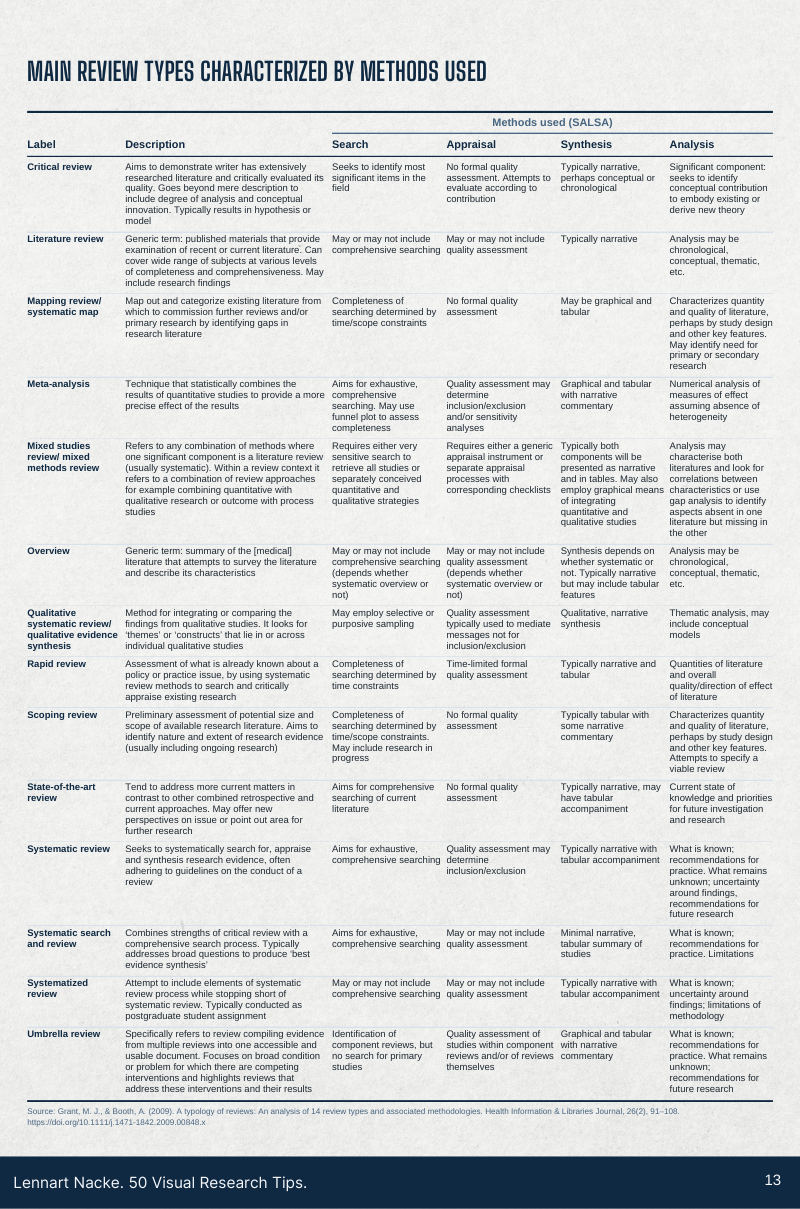 MAIN REVIEW TYPES CHARACTERIZED BY METHODS USED
Methods used (SALSA)
Label Description Search Appraisal Synthesis Analysis
Critical review
Aims to demonstrate writer has extensively
researched literature and critically evaluated its
quality. Goes beyond mere description to
include degree of analysis and conceptual
innovation. Typically results in hypothesis or
model
Seeks to identify most
significant items in the
field
No formal quality
assessment. Attempts to
evaluate according to
contribution
Typically narrative,
perhaps conceptual or
chronological
Significant component:
seeks to identify
conceptual contribution
to embody existing or
derive new theory
Literature review
Generic term: published materials that provide
examination of recent or current literature. Can
cover wide range of subjects at various levels
of completeness and comprehensiveness. May
include research findings
May or may not include
comprehensive searching
May or may not include
quality assessment
Typically narrative
Analysis may be
chronological,
conceptual, thematic,
etc.
Mapping review/
systematic map
Map out and categorize existing literature from
which to commission further reviews and/or
primary research by identifying gaps in
research literature
Completeness of
searching determined by
time/scope constraints
No formal quality
assessment
May be graphical and
tabular
Characterizes quantity
and quality of literature,
perhaps by study design
and other key features.
May identify need for
primary or secondary
research
Meta-analysis
Technique that statistically combines the
results of quantitative studies to provide a more
precise effect of the results
Aims for exhaustive,
comprehensive
searching. May use
funnel plot to assess
completeness
Quality assessment may
determine
inclusion/exclusion
and/or sensitivity
analyses
Graphical and tabular
with narrative
commentary
Numerical analysis of
measures of effect
assuming absence of
heterogeneity
Mixed studies
review/ mixed
methods review
Refers to any combination of methods where
one significant component is a literature review
(usually systematic). Within a review context it
refers to a combination of review approaches
for example combining quantitative with
qualitative research or outcome with process
studies
Requires either very
sensitive search to
retrieve all studies or
separately conceived
quantitative and
qualitative strategies
Requires either a generic
appraisal instrument or
separate appraisal
processes with
corresponding checklists
Typically both
components will be
presented as narrative
and in tables. May also
employ graphical means
of integrating
quantitative and
qualitative studies
Analysis may
characterise both
literatures and look for
correlations between
characteristics or use
gap analysis to identify
aspects absent in one
literature but missing in
the other
Overview
Generic term: summary of the [medical]
literature that attempts to survey the literature
and describe its characteristics
May or may not include
comprehensive searching
(depends whether
systematic overview or
not)
May or may not include
quality assessment
(depends whether
systematic overview or
not)
Synthesis depends on
whether systematic or
not. Typically narrative
but may include tabular
features
Analysis may be
chronological,
conceptual, thematic,
etc.
Qualitative
systematic review/
qualitative evidence
synthesis
Method for integrating or comparing the
findings from qualitative studies. It looks for
‘themes’ or ‘constructs’ that lie in or across
individual qualitative studies
May employ selective or
purposive sampling
Quality assessment
typically used to mediate
messages not for
inclusion/exclusion
Qualitative, narrative
synthesis
Thematic analysis, may
include conceptual
models
Rapid review
Assessment of what is already known about a
policy or practice issue, by using systematic
review methods to search and critically
appraise existing research
Completeness of
searching determined by
time constraints
Time-limited formal
quality assessment
Typically narrative and
tabular
Quantities of literature
and overall
quality/direction of effect
of literature
Scoping review
Preliminary assessment of potential size and
scope of available research literature. Aims to
identify nature and extent of research evidence
(usually including ongoing research)
Completeness of
searching determined by
time/scope constraints.
May include research in
progress
No formal quality
assessment
Typically tabular with
some narrative
commentary
Characterizes quantity
and quality of literature,
perhaps by study design
and other key features.
Attempts to specify a
viable review
State-of-the-art
review
Tend to address more current matters in
contrast to other combined retrospective and
current approaches. May offer new
perspectives on issue or point out area for
further research
Aims for comprehensive
searching of current
literature
No formal quality
assessment
Typically narrative, may
have tabular
accompaniment
Current state of
knowledge and priorities
for future investigation
and research
Systematic review
Seeks to systematically search for, appraise
and synthesis research evidence, often
adhering to guidelines on the conduct of a
review
Aims for exhaustive,
comprehensive searching
Quality assessment may
determine
inclusion/exclusion
Typically narrative with
tabular accompaniment
What is known;
recommendations for
practice. What remains
unknown; uncertainty
around findings,
recommendations for
future research
Systematic search
and review
Combines strengths of critical review with a
comprehensive search process. Typically
addresses broad questions to produce ‘best
evidence synthesis’
Aims for exhaustive,
comprehensive searching
May or may not include
quality assessment
Minimal narrative,
tabular summary of
studies
What is known;
recommendations for
practice. Limitations
Systematized
review
Attempt to include elements of systematic
review process while stopping short of
systematic review. Typically conducted as
postgraduate student assignment
May or may not include
comprehensive searching
May or may not include
quality assessment
Typically narrative with
tabular accompaniment
What is known;
uncertainty around
findings; limitations of
methodology
Umbrella review
Specifically refers to review compiling evidence
from multiple reviews into one accessible and
usable document. Focuses on broad condition
or problem for which there are competing
interventions and highlights reviews that
address these interventions and their results
Identification of
component reviews, but
no search for primary
studies
Quality assessment of
studies within component
reviews and/or of reviews
themselves
Graphical and tabular
with narrative
commentary
What is known;
recommendations for
practice. What remains
unknown;
recommendations for
future research
Source: Grant, M. J., & Booth, A. (2009). A typology of reviews: An analysis of 14 review types and associated methodologies. Health Information & Libraries Journal, 26(2), 91–108.
https://doi.org/10.1111/j.1471-1842.2009.00848.x
Lennart Nacke. 50 Visual Research Tips.
13